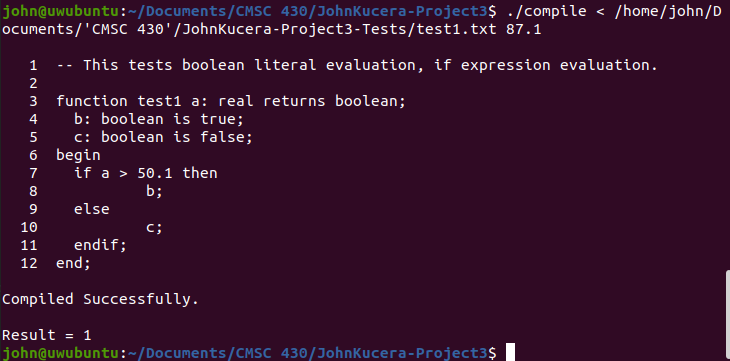 john@uwubuntu:~/Documents/CMSC 430/JohnKucera-Project3$ ./compile < /home/john/D
ocuments/'CMSC 430'/JohnKucera-Project3-Tests/test1.txt 87.1
1  -- This tests boolean literal evaluation, if expression evaluation.
2
3  function test1 a: real returns boolean;
4    b: boolean is true;
5    c: boolean is false;
6  begin
7    if a > 50.1 then
8            b;
9    else
10            c;
11    endif;
12  end;
Compiled Successfully.
Result = 1
john@uwubuntu:~/Documents/CMSC 430/JohnKucera-Project3$